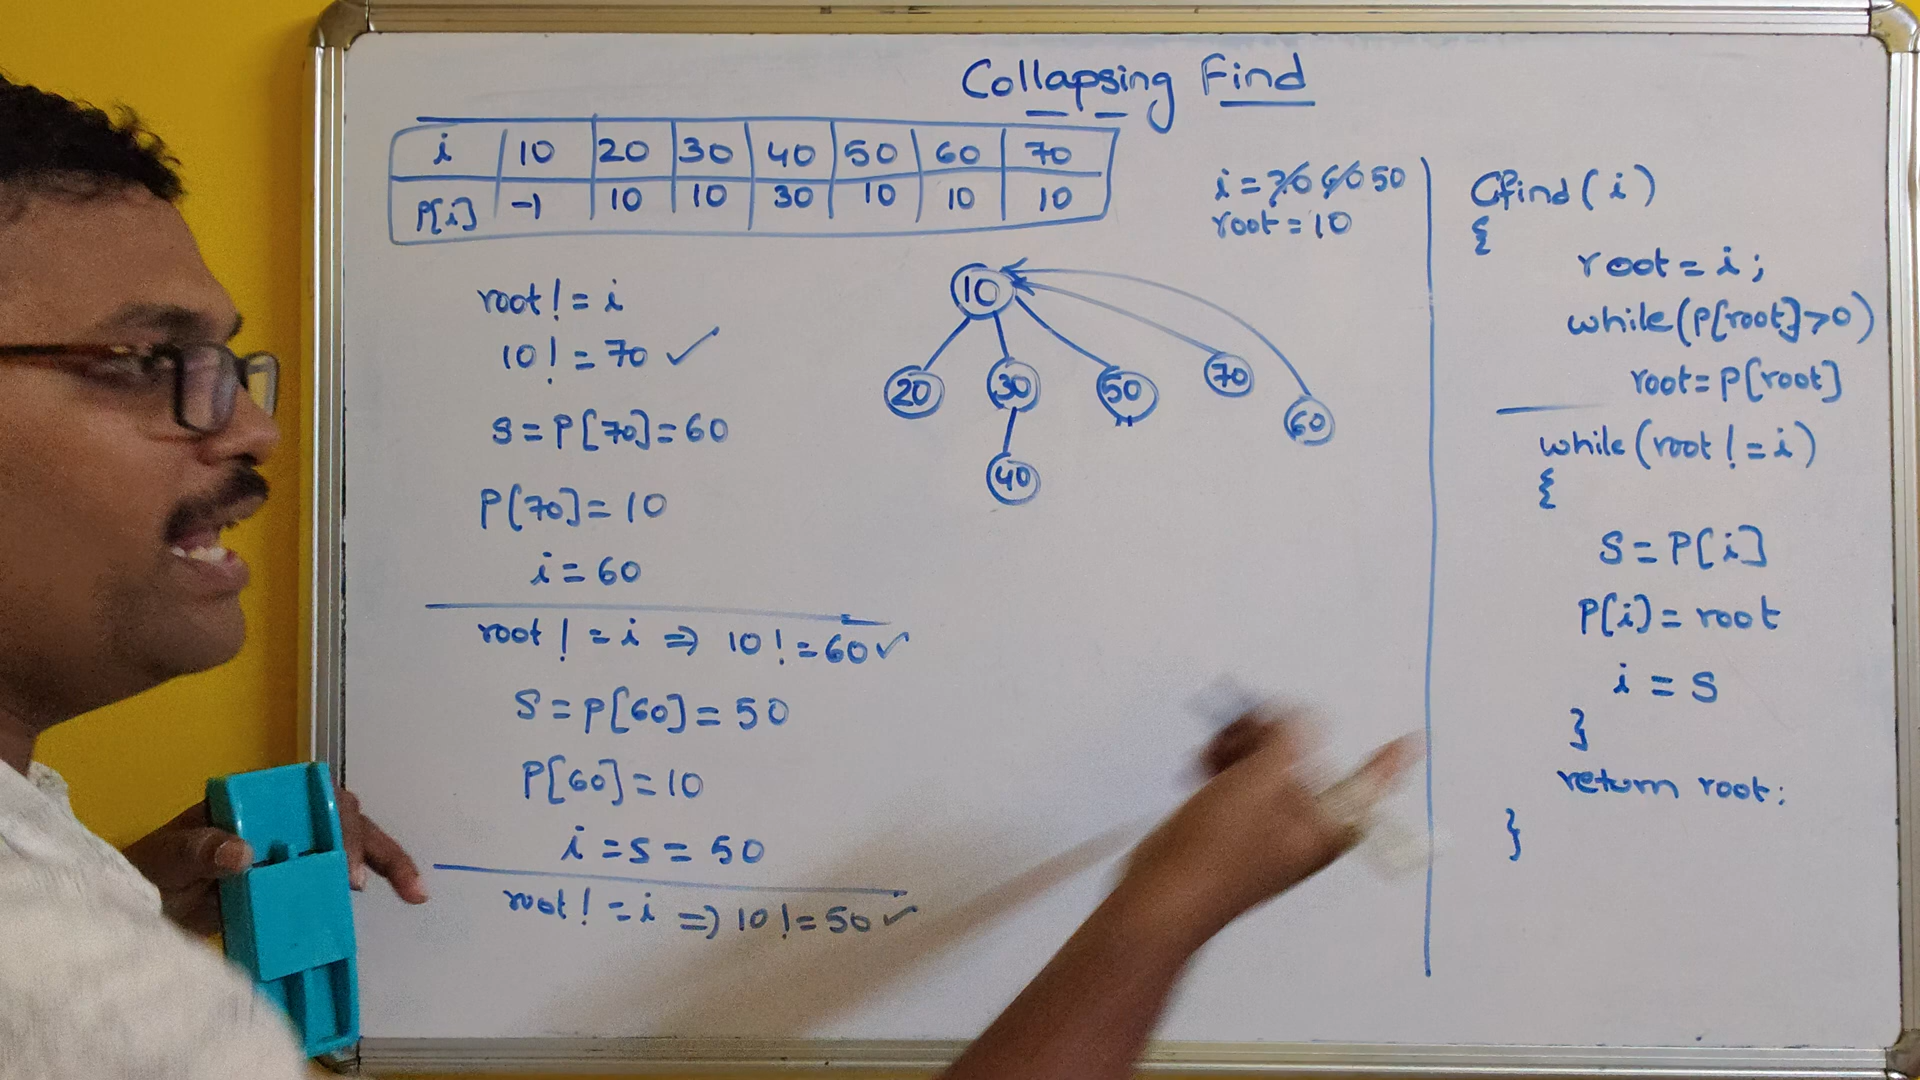 Collapsing Find
i 10 20 30 40 50 60 70
P[i] -1 10 10 30 10 10 10
i = 70 60 50
root = 10
root != i
10 != 70 ✓
S = P[70] = 60
P[70] = 10
i = 60
root != i ⇒ 10 != 60 ✓
S = P[60] = 50
P[60] = 10
i = S = 50
root != i ⇒ 10 != 50 ✓
10
20 30 50 70 60
40
Cfind(i)
{
root = i;
while(P[root]>0)
root = P[root]
while(root != i)
{
S = P[i]
P[i] = root
i = S
}
return root;
}